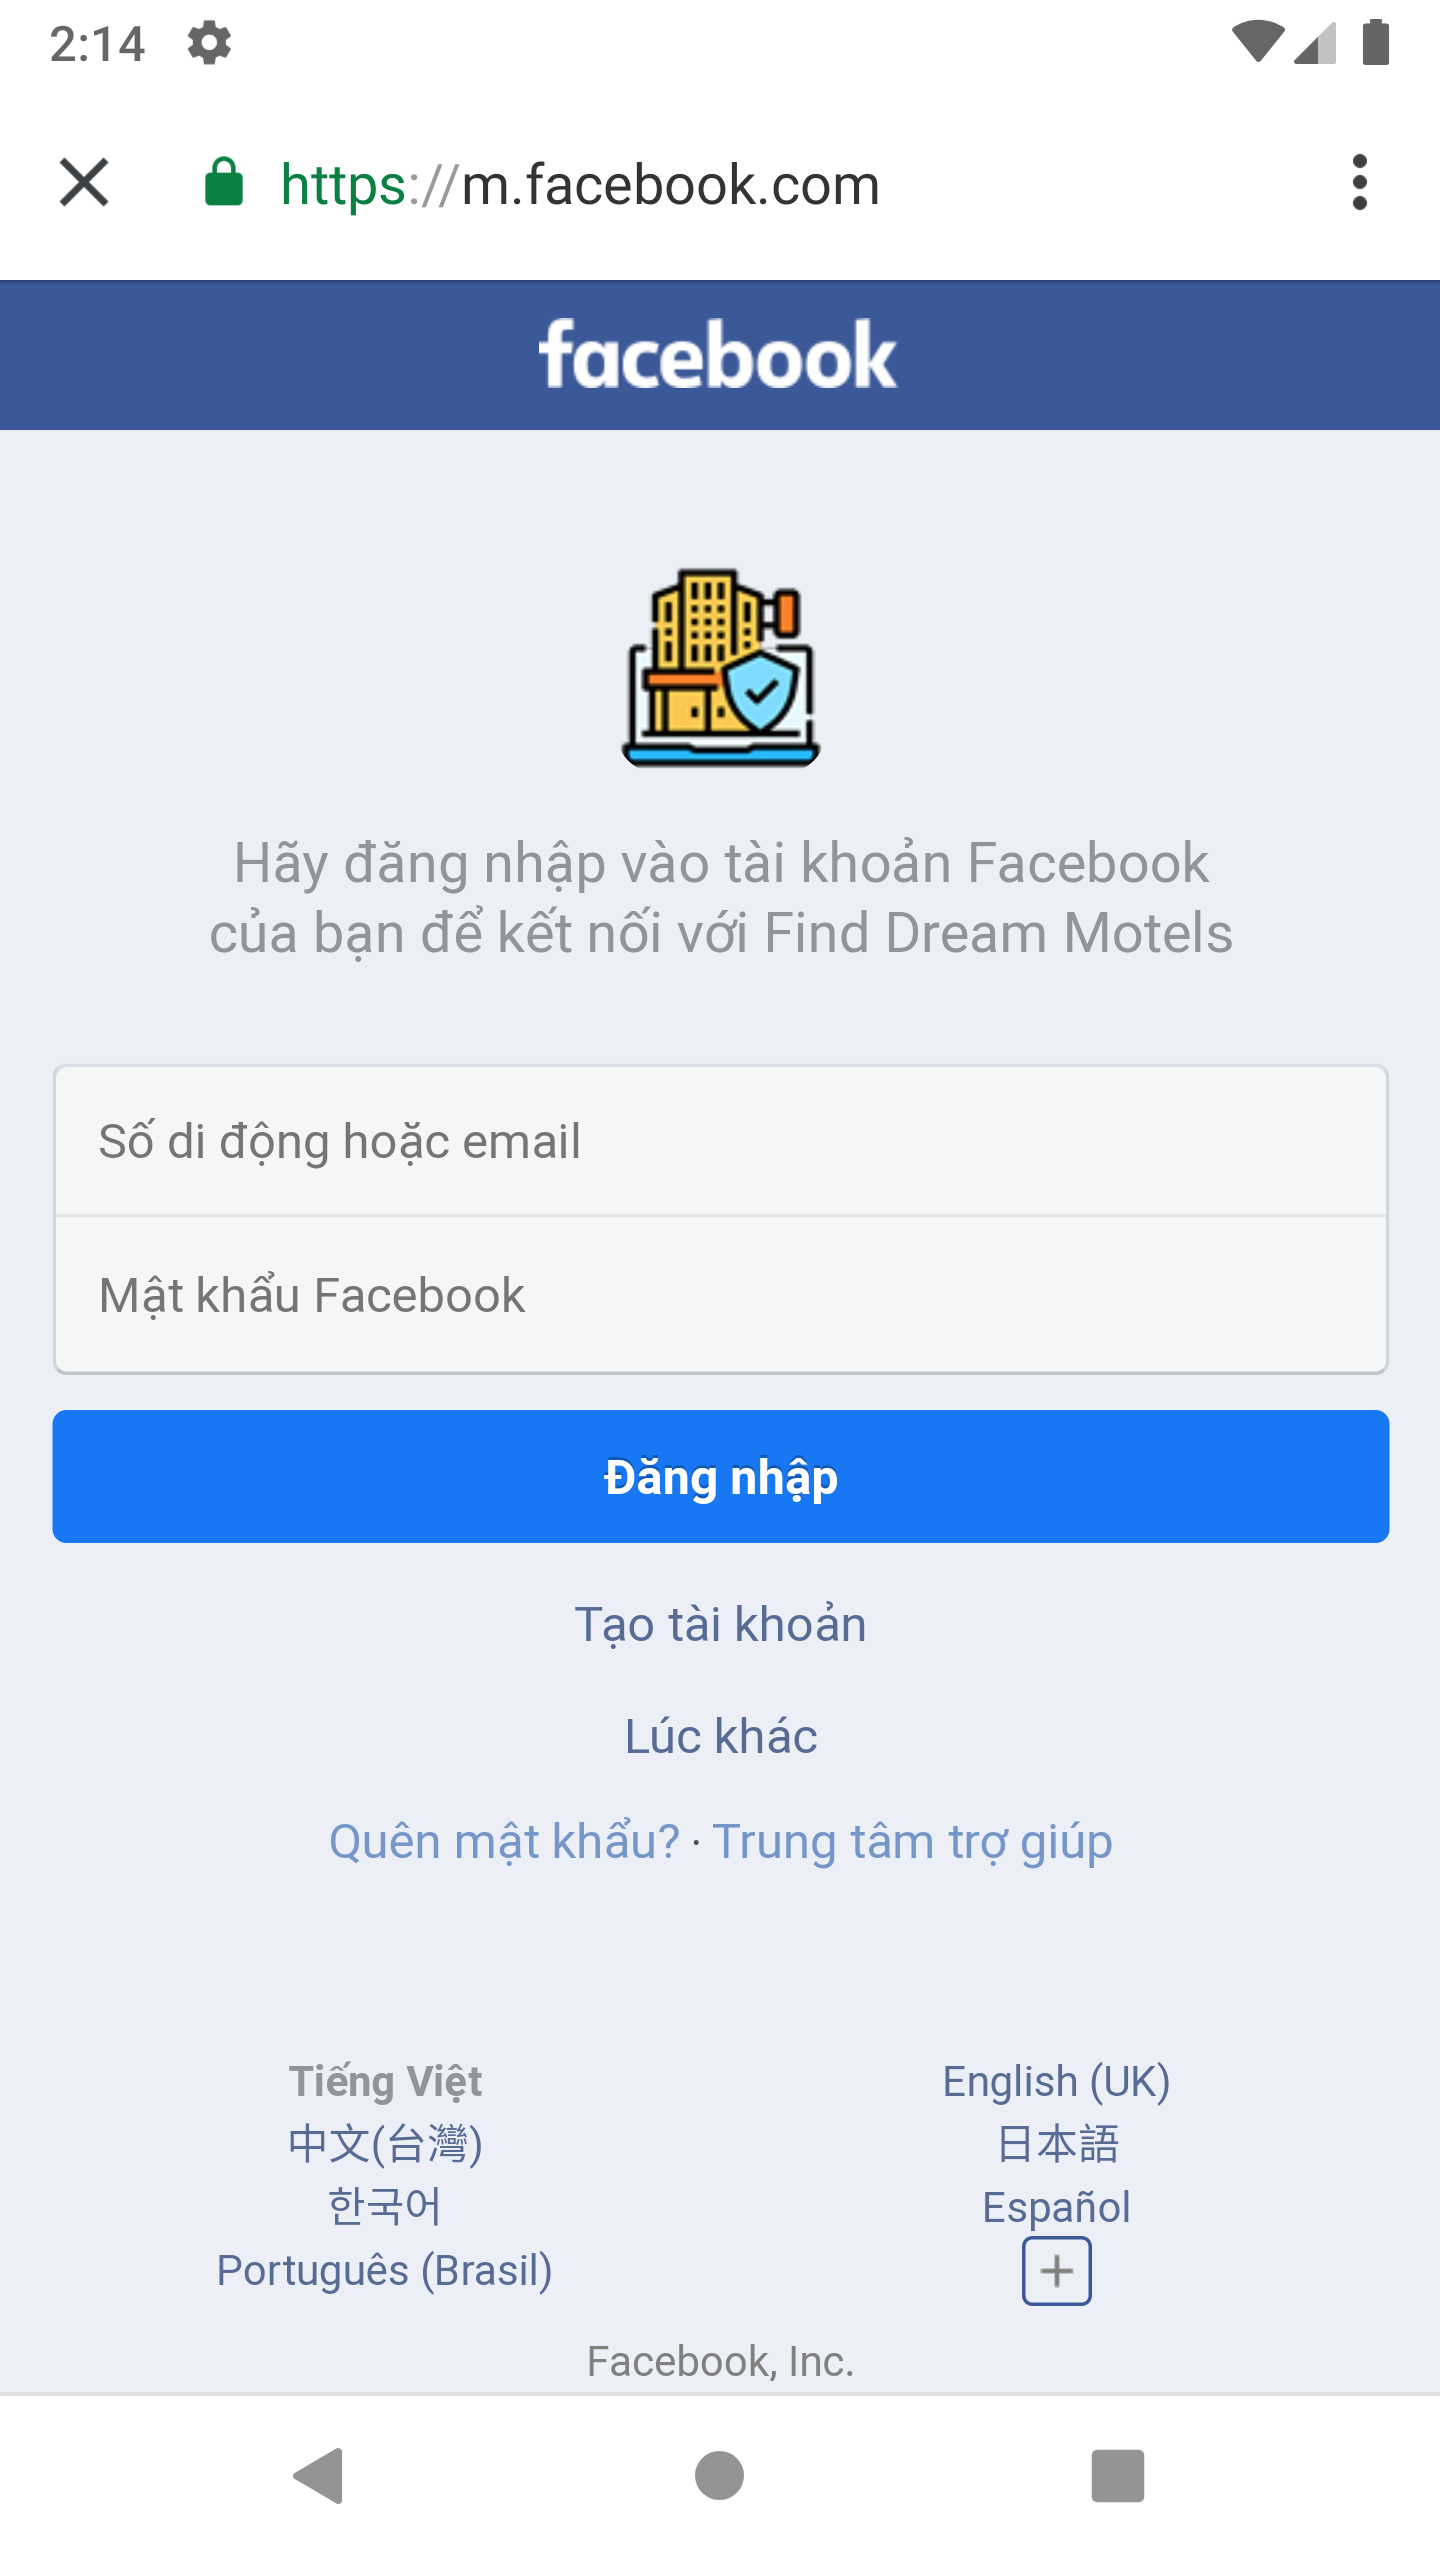 2:14
https://m.facebook.com
facebook
Hãy đăng nhập vào tài khoản Facebook
của bạn để kết nối với Find Dream Motels
Số di động hoặc email
Mật khẩu Facebook
Đăng nhập
Tạo tài khoản
Lúc khác
Quên mật khẩu? · Trung tâm trợ giúp
Tiếng Việt English (UK)
中文(台灣) 日本語
한국어 Español
Português (Brasil)
Facebook, Inc.